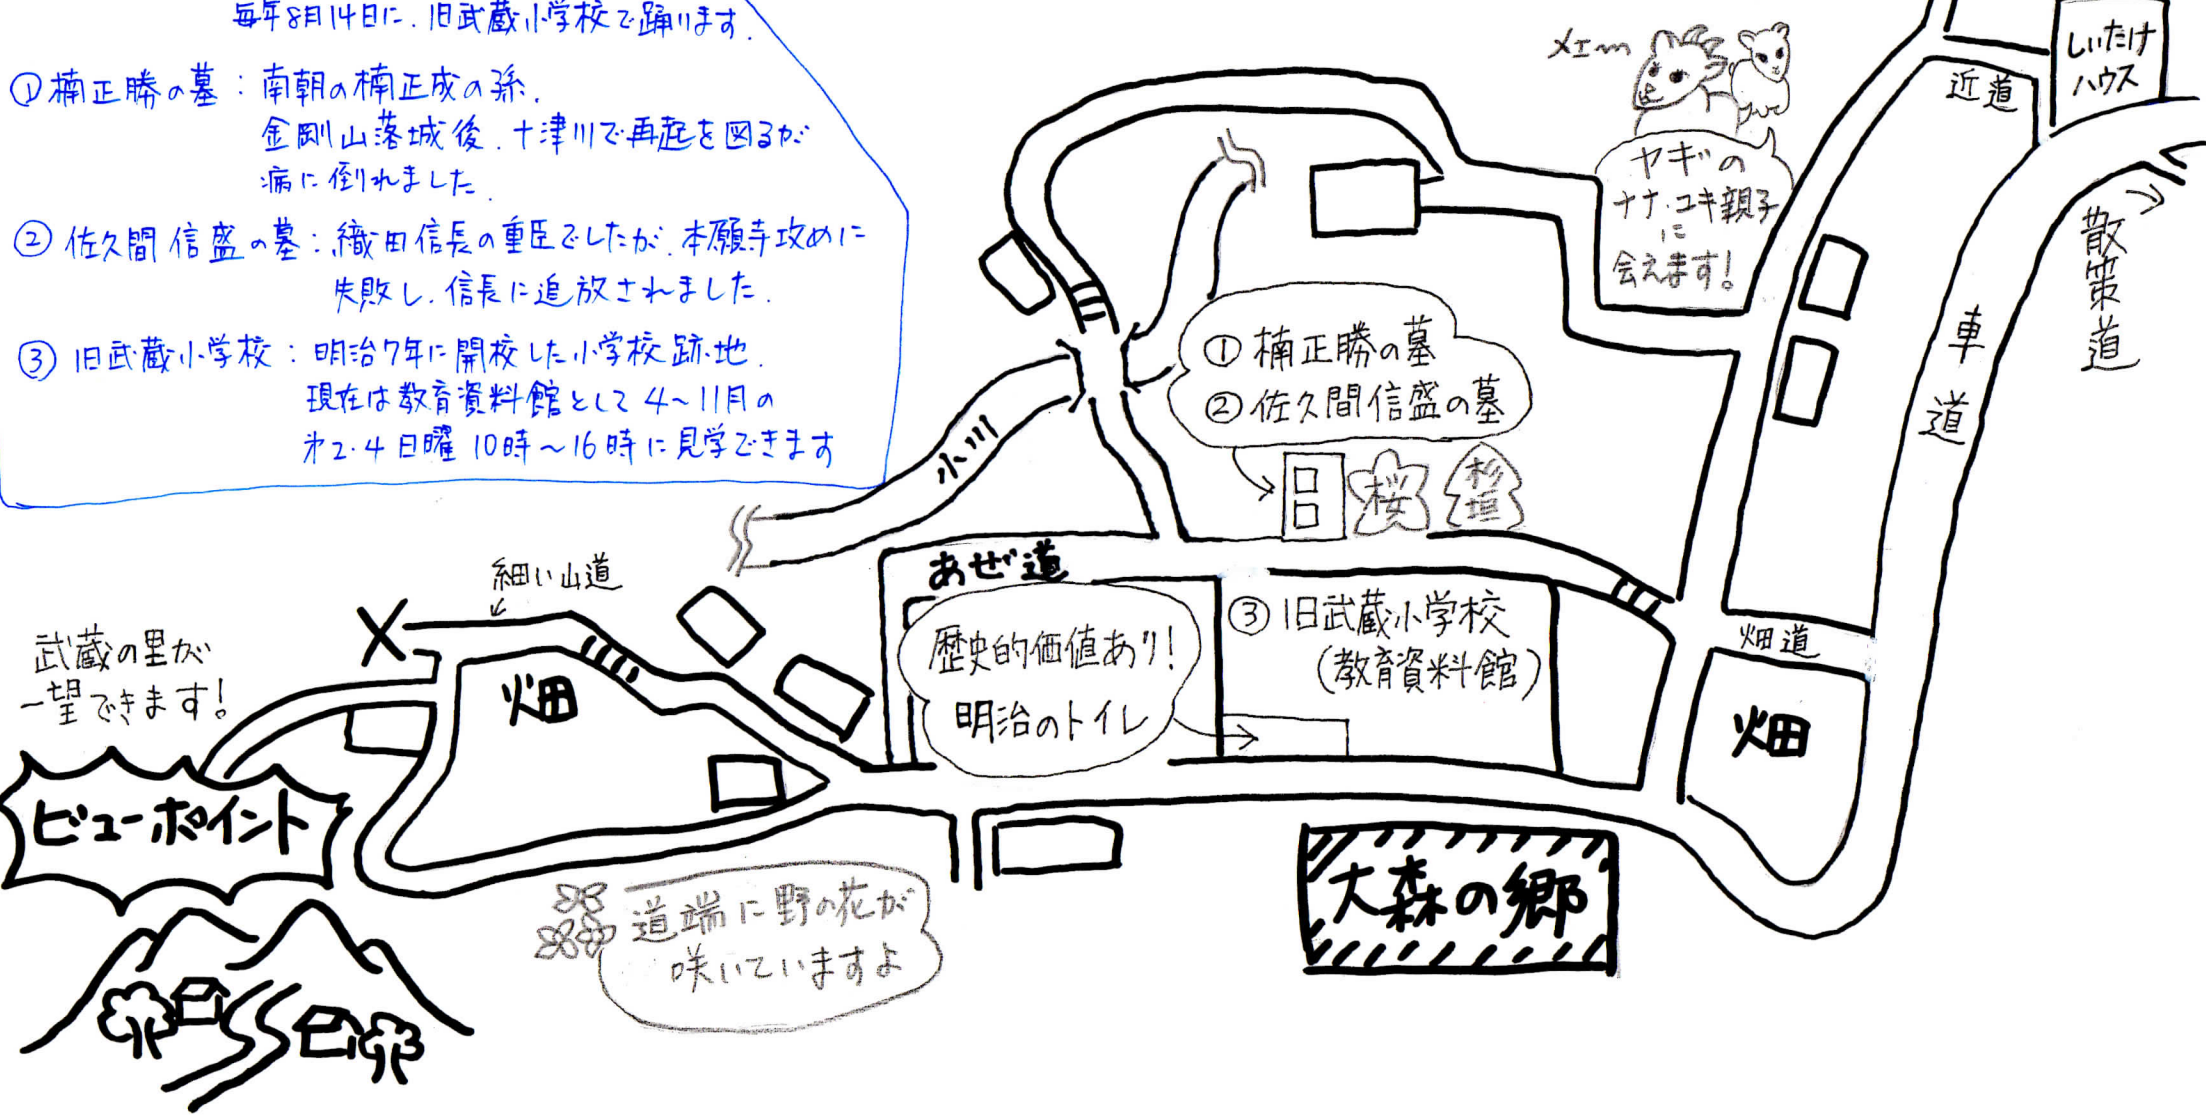 毎年8月14日に、旧武蔵小学校で踊ります。
①楠正勝の墓：南朝の楠正成の孫。
金剛山落城後、十津川で再起を図るが
病に倒れました。
②佐久間信盛の墓：織田信長の重臣でしたが、本願寺攻めに
失敗し、信長に追放されました。
③旧武蔵小学校：明治7年に開校した小学校跡地。
現在は教育資料館として4～11月の
才2・4日曜10時～16時に見学できます
メェ～
ヤギの
ナナ・ユキ親子
に
会えます！
しいたけ
ハウス
近道
散策道
車道
①楠正勝の墓
②佐久間信盛の墓
桜
杉垣
小川
あぜ道
細い山道
武蔵の里が
一望できます！
畑
歴史的価値あり！
明治のトイレ
③旧武蔵小学校
（教育資料館）
畑道
畑
ビューポイント
大森の郷
道端に野の花が
咲いていますよ